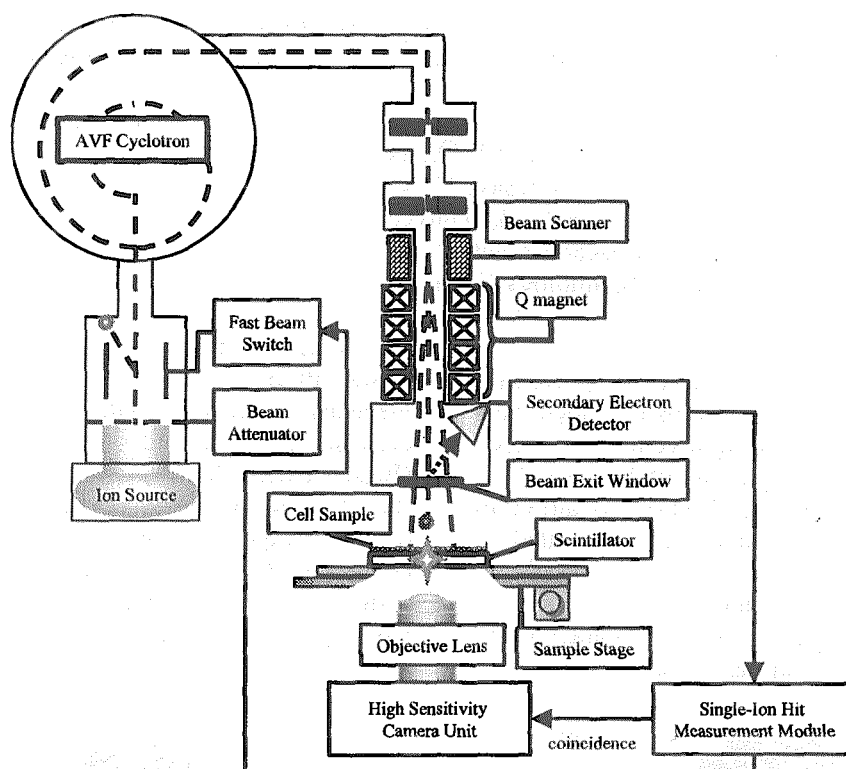 AVF Cyclotron
Beam Scanner
Q magnet
Fast Beam
Switch
Beam
Attenuator
Secondary Electron
Detector
Ion Source
Beam Exit Window
Cell Sample
Scintillator
Objective Lens
Sample Stage
High Sensitivity
Camera Unit
coincidence
Single-Ion Hit
Measurement Module